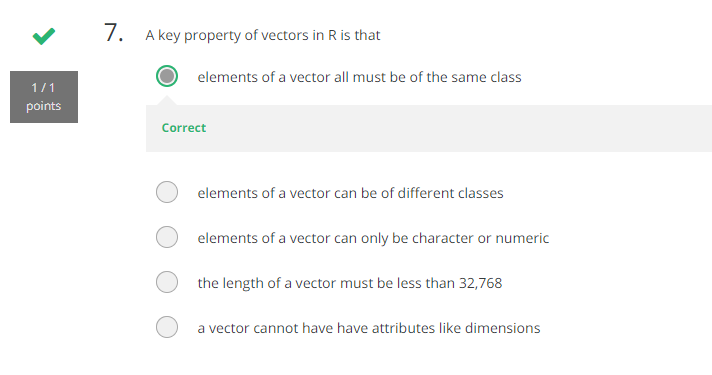 7. A key property of vectors in R is that
1 / 1
points
elements of a vector all must be of the same class
Correct
elements of a vector can be of different classes
elements of a vector can only be character or numeric
the length of a vector must be less than 32,768
a vector cannot have have attributes like dimensions